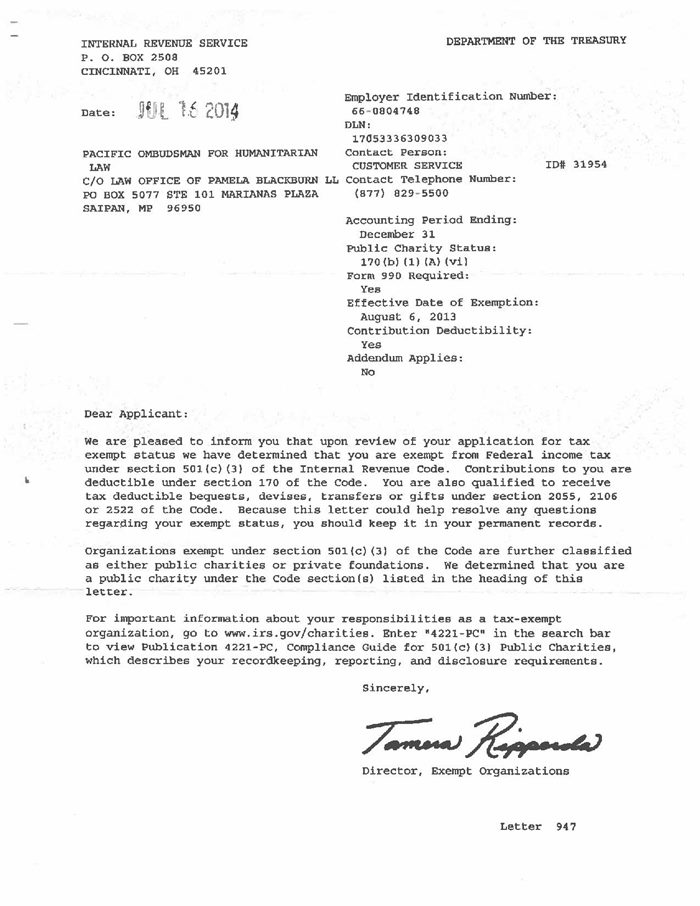 INTERNAL REVENUE SERVICE
P. O. BOX 2508
CINCINNATI, OH 45201
DEPARTMENT OF THE TREASURY
Date: JUL 16 2014
PACIFIC OMBUDSMAN FOR HUMANITARIAN
LAW
C/O LAW OFFICE OF PAMELA BLACKBURN LL
PO BOX 5077 STE 101 MARIANAS PLAZA
SAIPAN, MP 96950
Employer Identification Number:
66-0804748
DLN:
17053336309033
Contact Person:
CUSTOMER SERVICE ID# 31954
Contact Telephone Number:
(877) 829-5500
Accounting Period Ending:
December 31
Public Charity Status:
170(b)(1)(A)(vi)
Form 990 Required:
Yes
Effective Date of Exemption:
August 6, 2013
Contribution Deductibility:
Yes
Addendum Applies:
No
Dear Applicant:
We are pleased to inform you that upon review of your application for tax
exempt status we have determined that you are exempt from Federal income tax
under section 501(c)(3) of the Internal Revenue Code. Contributions to you are
deductible under section 170 of the Code. You are also qualified to receive
tax deductible bequests, devises, transfers or gifts under section 2055, 2106
or 2522 of the Code. Because this letter could help resolve any questions
regarding your exempt status, you should keep it in your permanent records.
Organizations exempt under section 501(c)(3) of the Code are further classified
as either public charities or private foundations. We determined that you are
a public charity under the Code section(s) listed in the heading of this
letter.
For important information about your responsibilities as a tax-exempt
organization, go to www.irs.gov/charities. Enter "4221-PC" in the search bar
to view Publication 4221-PC, Compliance Guide for 501(c)(3) Public Charities,
which describes your recordkeeping, reporting, and disclosure requirements.
Sincerely,
Tamera Ripperda
Director, Exempt Organizations
Letter 947